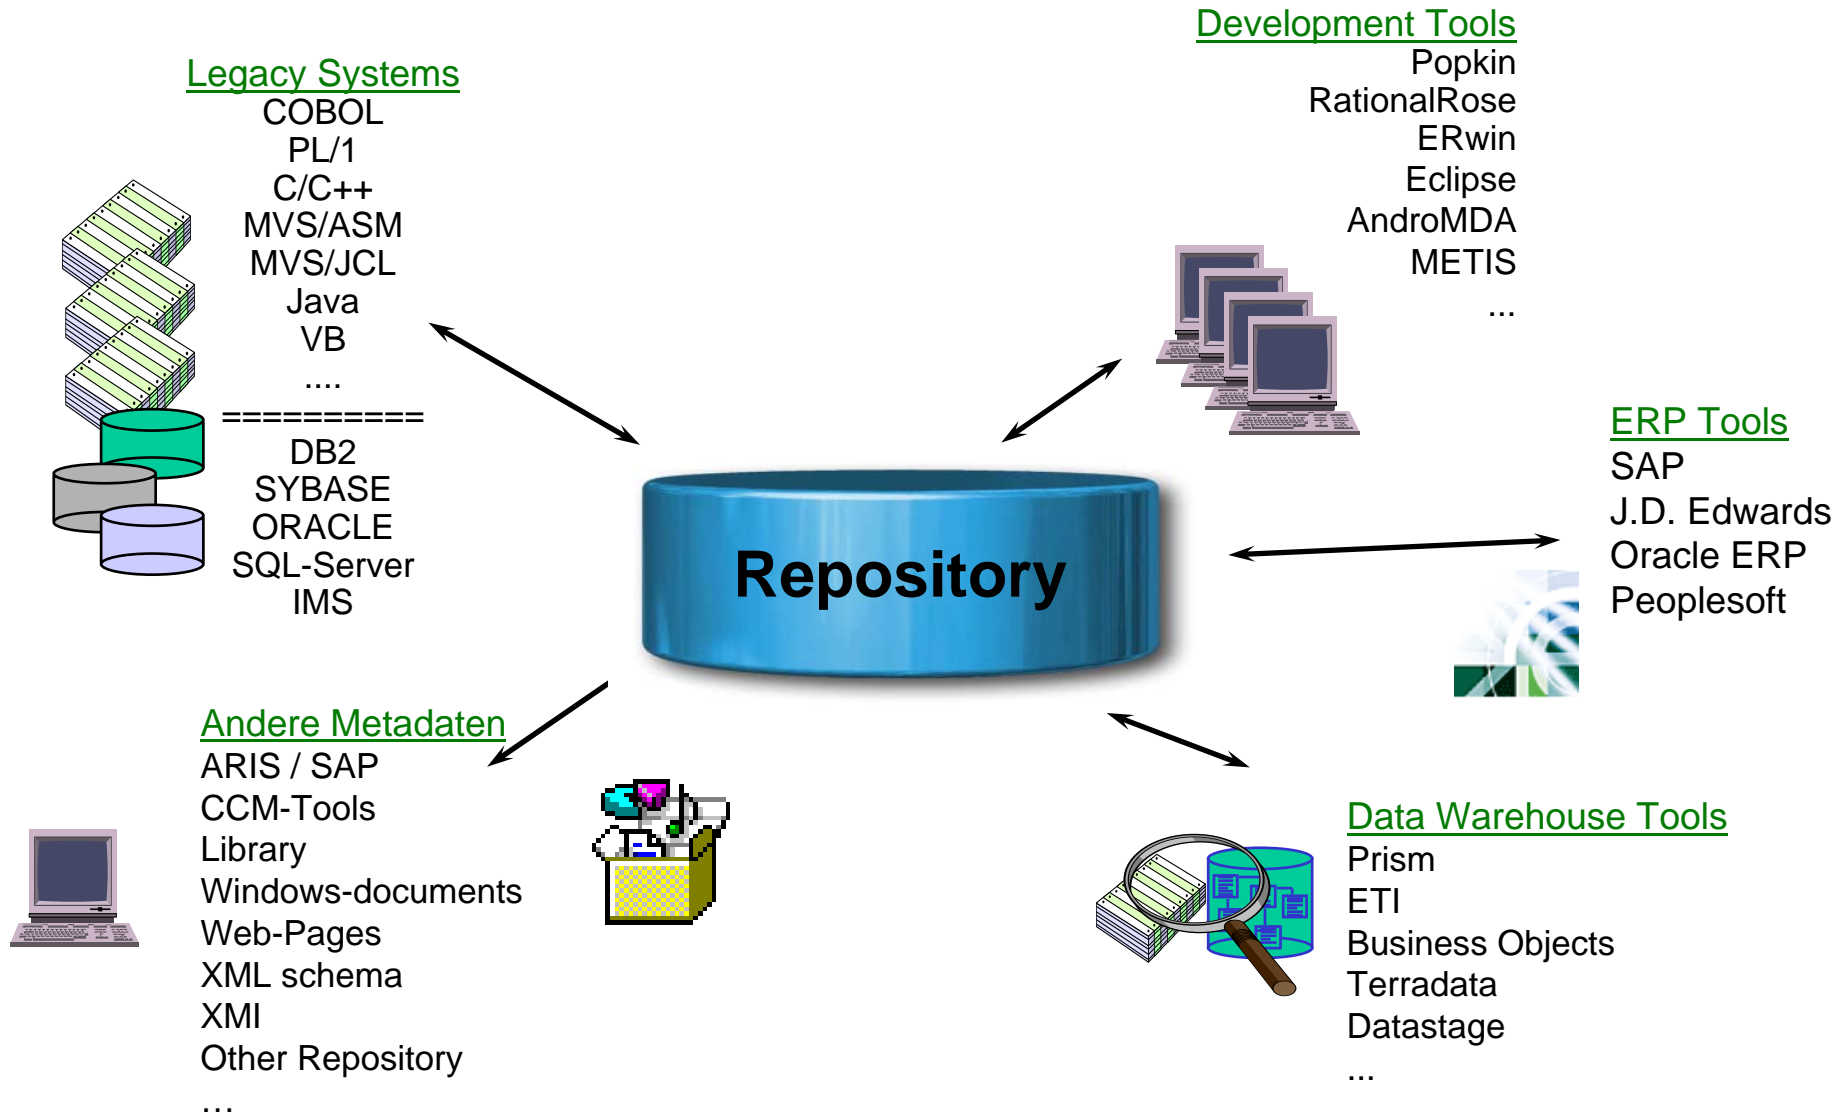 Legacy Systems
COBOL
PL/1
C/C++
MVS/ASM
MVS/JCL
Java
VB
....
==========
DB2
SYBASE
ORACLE
SQL-Server
IMS
Development Tools
Popkin
RationalRose
ERwin
Eclipse
AndroMDA
METIS
...
Repository
ERP Tools
SAP
J.D. Edwards
Oracle ERP
Peoplesoft
Andere Metadaten
ARIS / SAP
CCM-Tools
Library
Windows-documents
Web-Pages
XML schema
XMI
Other Repository
...
Data Warehouse Tools
Prism
ETI
Business Objects
Terradata
Datastage
...